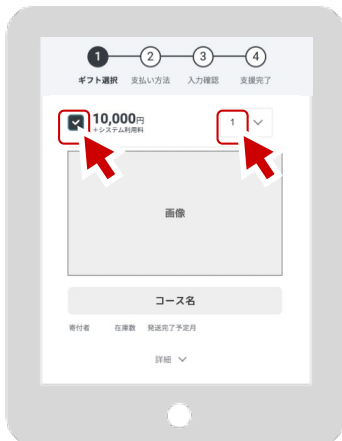 1 2 3 4
ギフト選択 支払い方法 入力確認 支援完了
10,000円 1
+システム利用料
画像
コース名
寄付者 在庫数 発送完了予定月
詳細